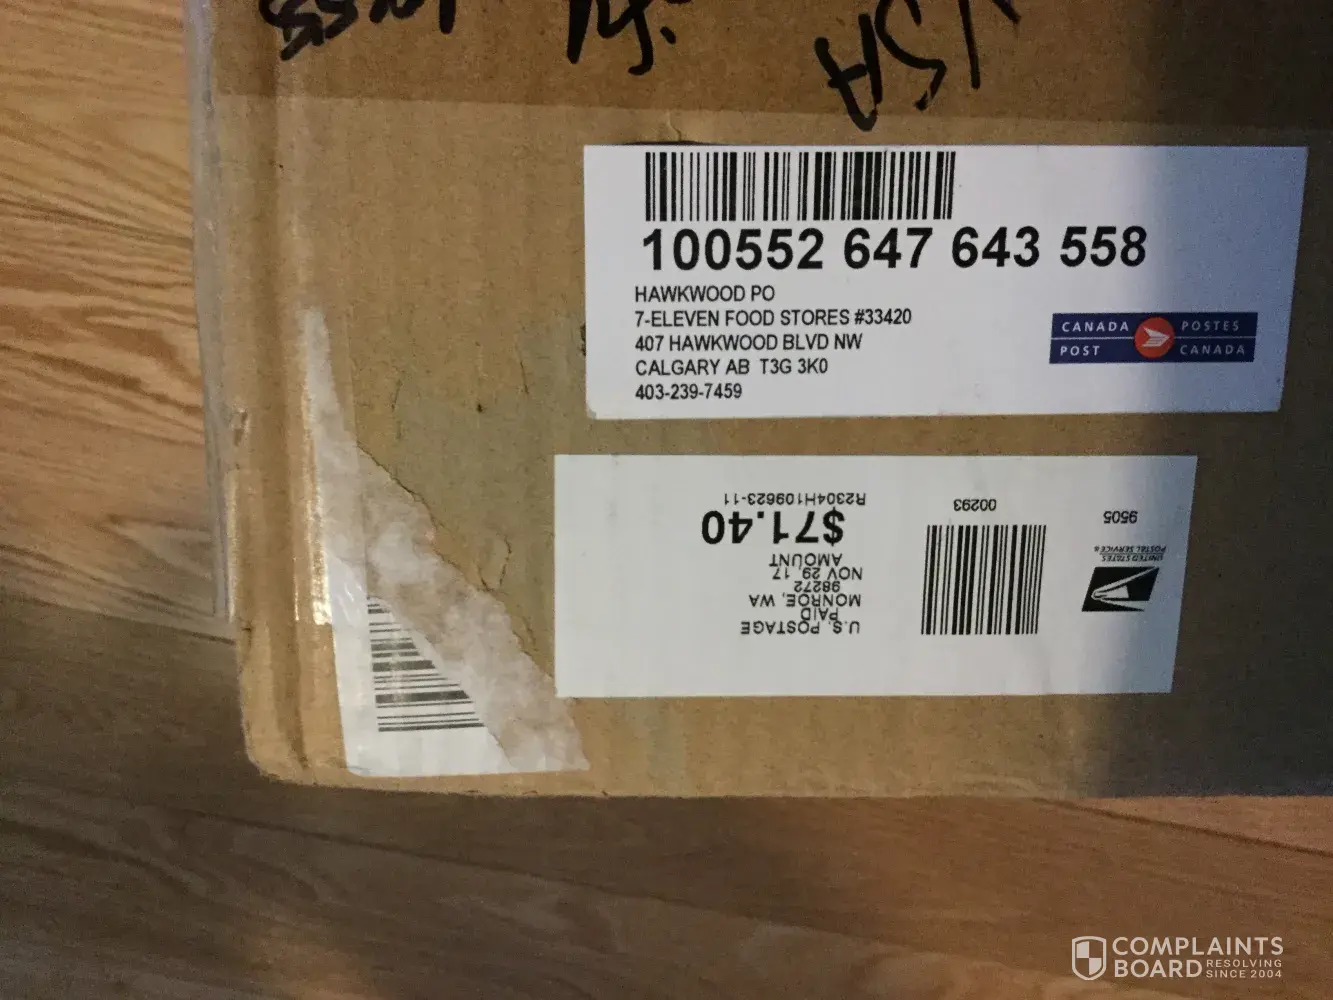 USA
100552 647 643 558
HAWKWOOD PO
7-ELEVEN FOOD STORES #33420
407 HAWKWOOD BLVD NW
CALGARY AB T3G 3K0
403-239-7459
CANADA POSTES
POST CANADA
UNITED STATES
POSTAL SERVICE®
9505
00293
U.S. POSTAGE
PAID
MONROE, WA
98272
NOV 29, 17
AMOUNT
$71.40
R2304H109623-11
COMPLAINTS
BOARD RESOLVING
SINCE 2004